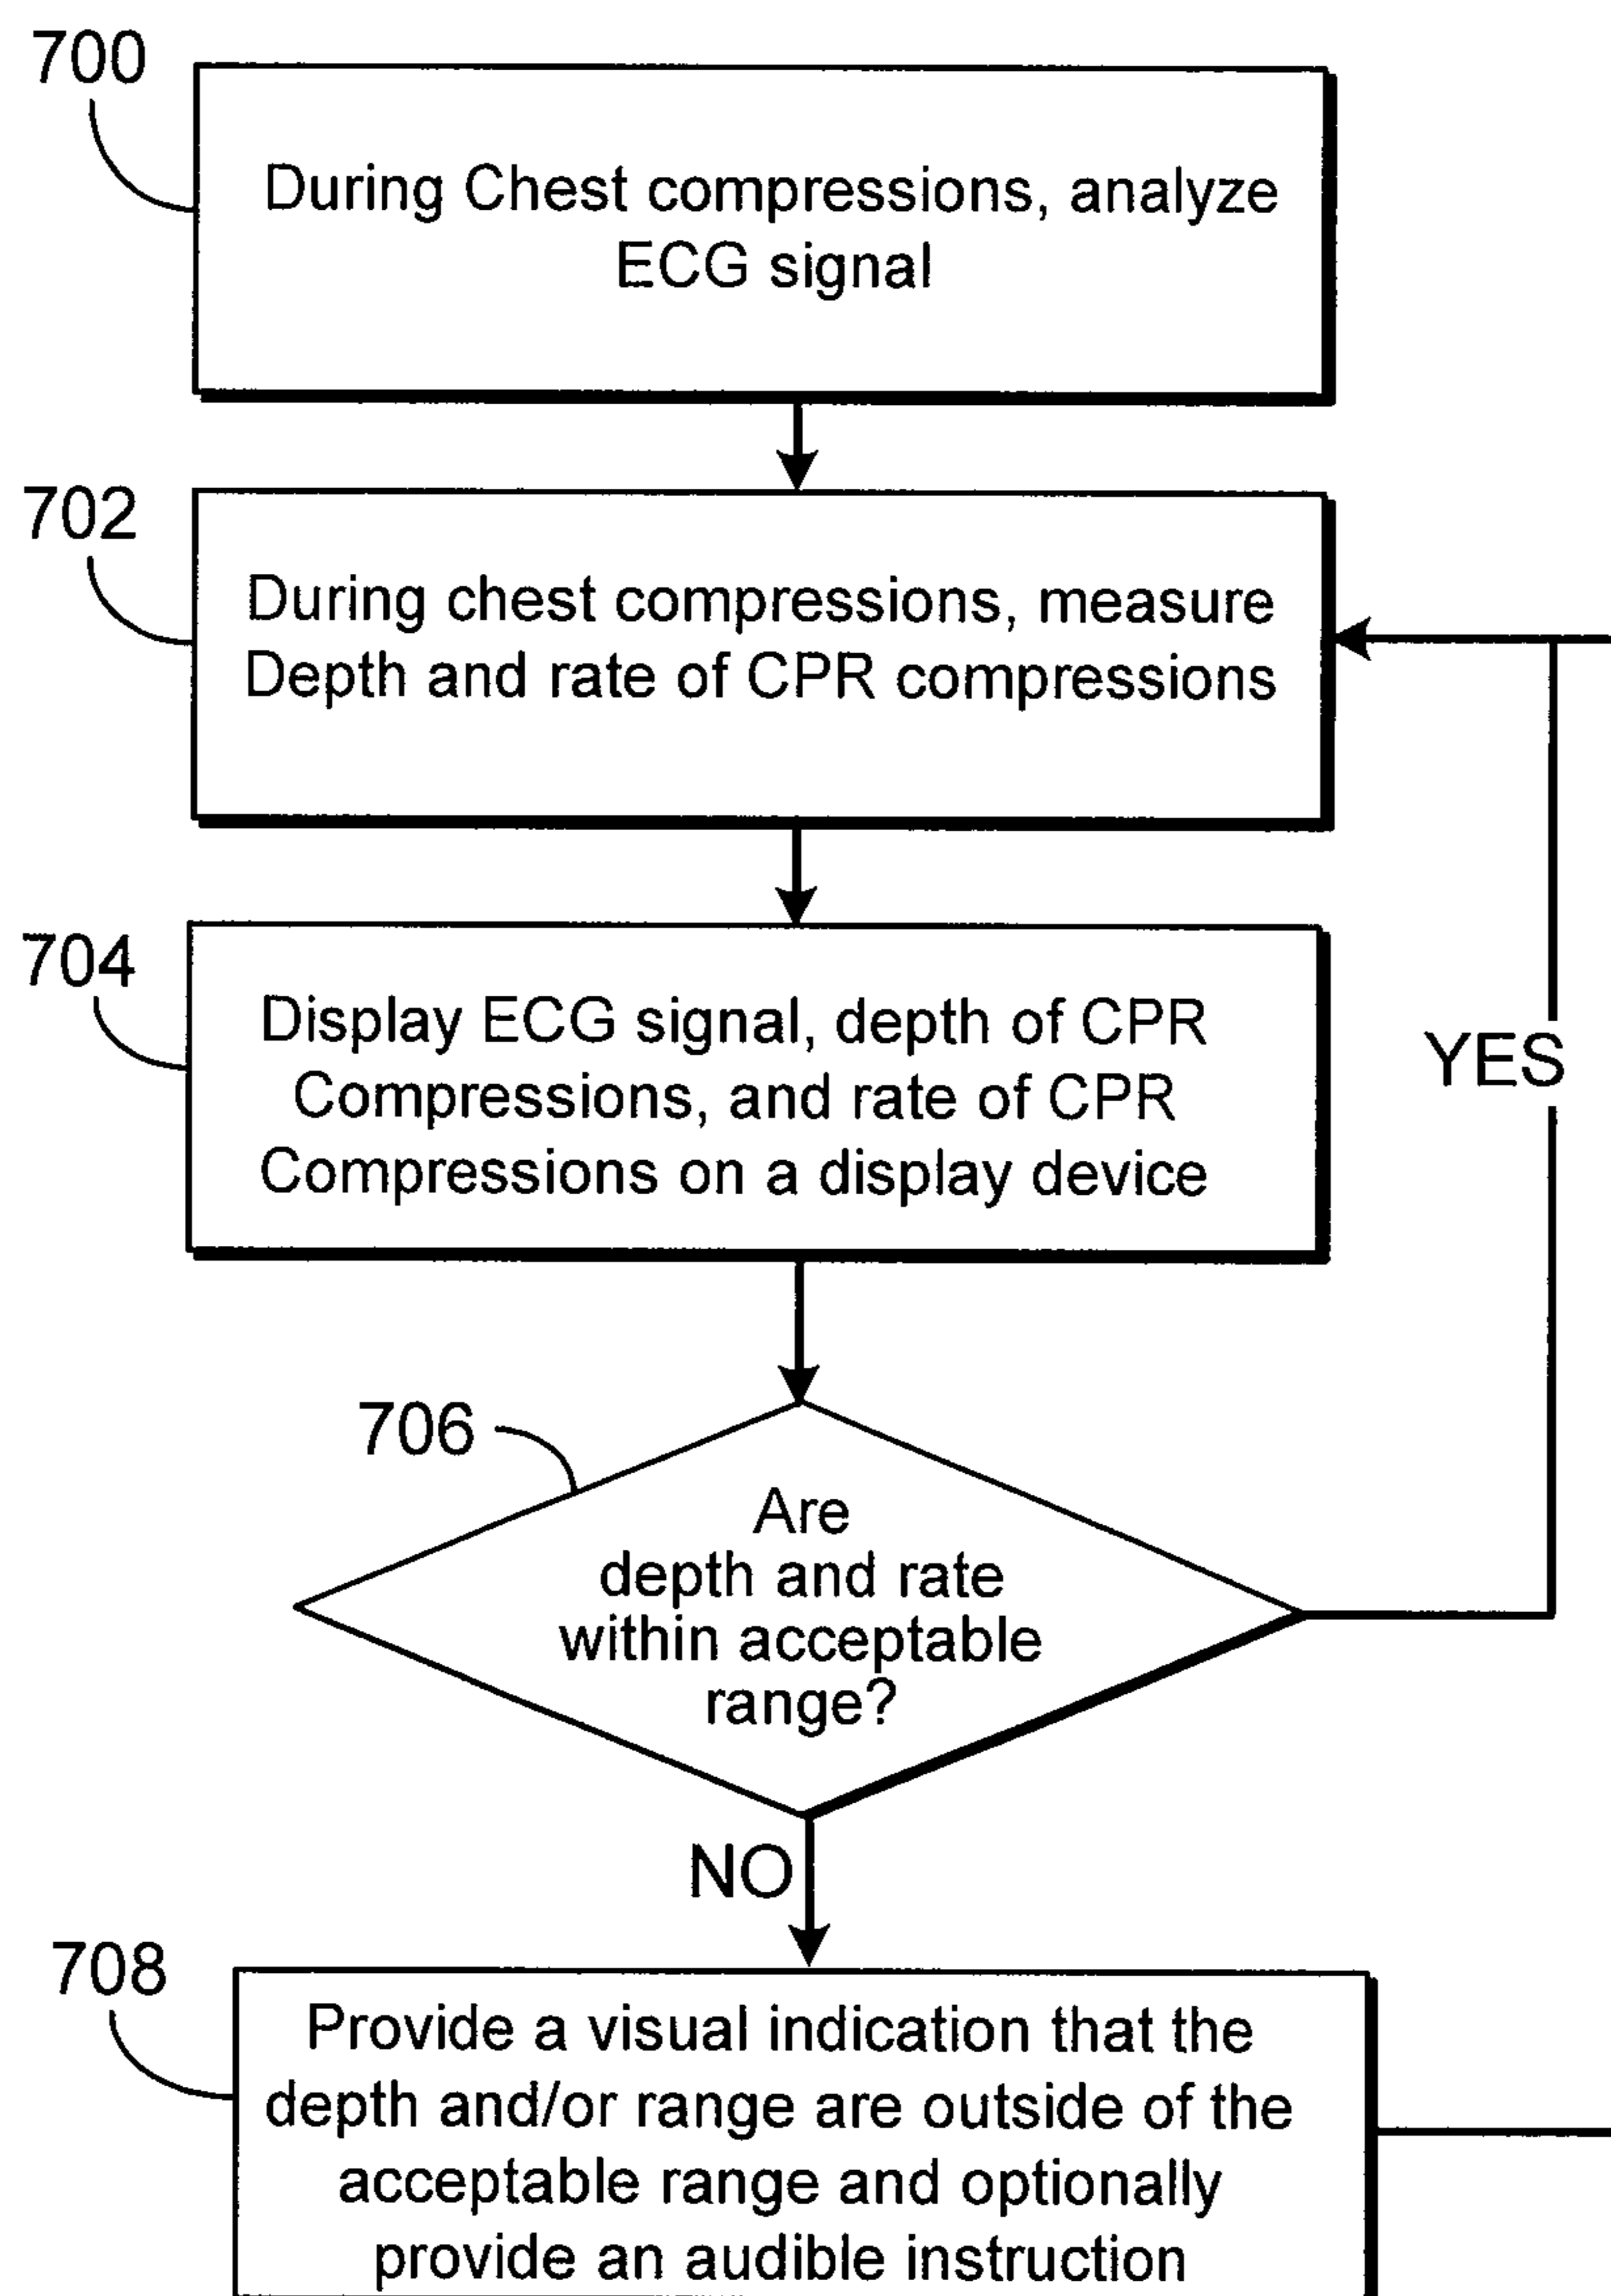 700
During Chest compressions, analyze
ECG signal
702
During chest compressions, measure
Depth and rate of CPR compressions
704
Display ECG signal, depth of CPR
Compressions, and rate of CPR
Compressions on a display device
YES
706
Are
depth and rate
within acceptable
range?
NO
708
Provide a visual indication that the
depth and/or range are outside of the
acceptable range and optionally
provide an audible instruction